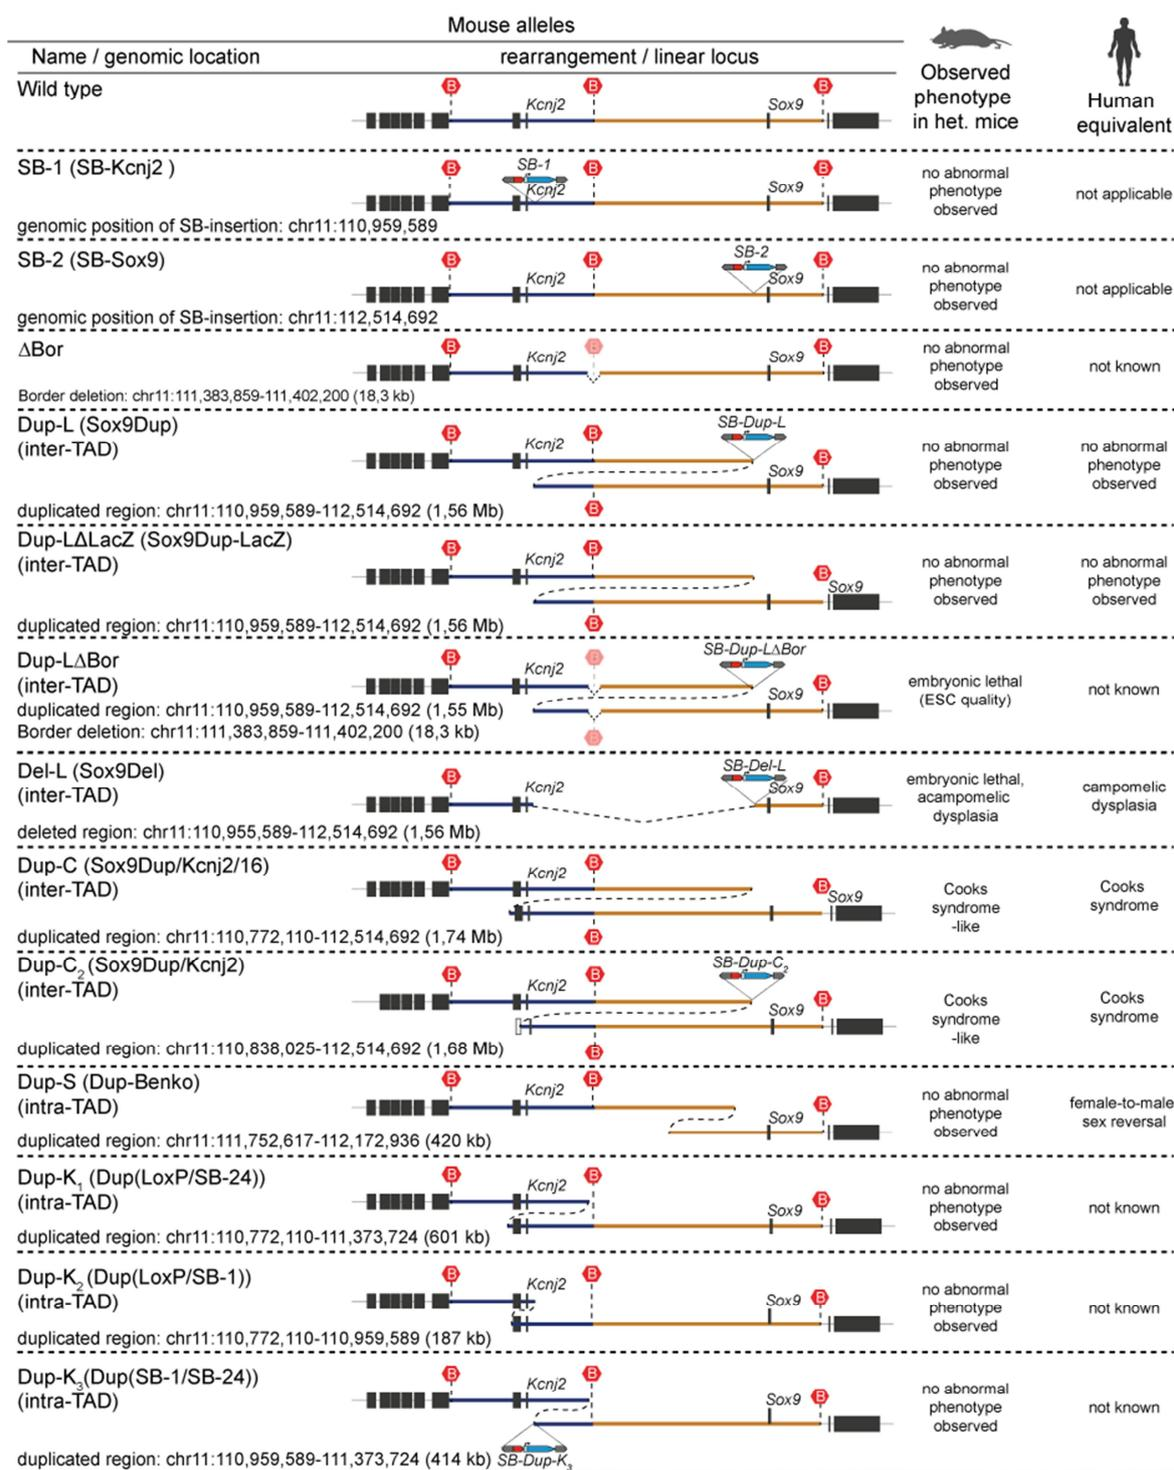 Mouse alleles
Name / genomic location
rearrangement / linear locus
Observed
phenotype
in het. mice
Human
equivalent
Wild type
B
B
B
Kcnj2
Sox9
SB-1 (SB-Kcnj2 )
B
B
B
SB-1
Kcnj2
Sox9
no abnormal
phenotype
observed
not applicable
genomic position of SB-insertion: chr11:110,959,589
SB-2 (SB-Sox9)
B
B
B
SB-2
Kcnj2
Sox9
no abnormal
phenotype
observed
not applicable
genomic position of SB-insertion: chr11:112,514,692
ΔBor
B
B
B
Kcnj2
Sox9
no abnormal
phenotype
observed
not known
Border deletion: chr11:111,383,859-111,402,200 (18,3 kb)
Dup-L (Sox9Dup)
(inter-TAD)
B
B
SB-Dup-L
Kcnj2
B
Sox9
B
no abnormal
phenotype
observed
no abnormal
phenotype
observed
duplicated region: chr11:110,959,589-112,514,692 (1,56 Mb)
Dup-LΔLacZ (Sox9Dup-LacZ)
(inter-TAD)
B
B
Kcnj2
B
Sox9
B
no abnormal
phenotype
observed
no abnormal
phenotype
observed
duplicated region: chr11:110,959,589-112,514,692 (1,56 Mb)
Dup-LΔBor
(inter-TAD)
B
B
SB-Dup-LΔBor
Kcnj2
B
Sox9
B
embryonic lethal
(ESC quality)
not known
duplicated region: chr11:110,959,589-112,514,692 (1,55 Mb)
Border deletion: chr11:111,383,859-111,402,200 (18,3 kb)
Del-L (Sox9Del)
(inter-TAD)
B
SB-Del-L
B
Kcnj2
Sox9
embryonic lethal,
acampomelic
dysplasia
campomelic
dysplasia
deleted region: chr11:110,955,589-112,514,692 (1,56 Mb)
Dup-C (Sox9Dup/Kcnj2/16)
(inter-TAD)
B
B
Kcnj2
B
Sox9
B
Cooks
syndrome
-like
Cooks
syndrome
duplicated region: chr11:110,772,110-112,514,692 (1,74 Mb)
Dup-C2 (Sox9Dup/Kcnj2)
(inter-TAD)
B
B
SB-Dup-C2
Kcnj2
B
Sox9
B
Cooks
syndrome
-like
Cooks
syndrome
duplicated region: chr11:110,838,025-112,514,692 (1,68 Mb)
Dup-S (Dup-Benko)
(intra-TAD)
B
B
Kcnj2
B
Sox9
no abnormal
phenotype
observed
female-to-male
sex reversal
duplicated region: chr11:111,752,617-112,172,936 (420 kb)
Dup-K1 (Dup(LoxP/SB-24))
(intra-TAD)
B
B
Kcnj2
B
Sox9
no abnormal
phenotype
observed
not known
duplicated region: chr11:110,772,110-111,373,724 (601 kb)
Dup-K2 (Dup(LoxP/SB-1))
(intra-TAD)
B
B
Kcnj2
B
Sox9
no abnormal
phenotype
observed
not known
duplicated region: chr11:110,772,110-110,959,589 (187 kb)
Dup-K3(Dup(SB-1/SB-24))
(intra-TAD)
B
B
Kcnj2
B
Sox9
no abnormal
phenotype
observed
not known
duplicated region: chr11:110,959,589-111,373,724 (414 kb)
SB-Dup-K3